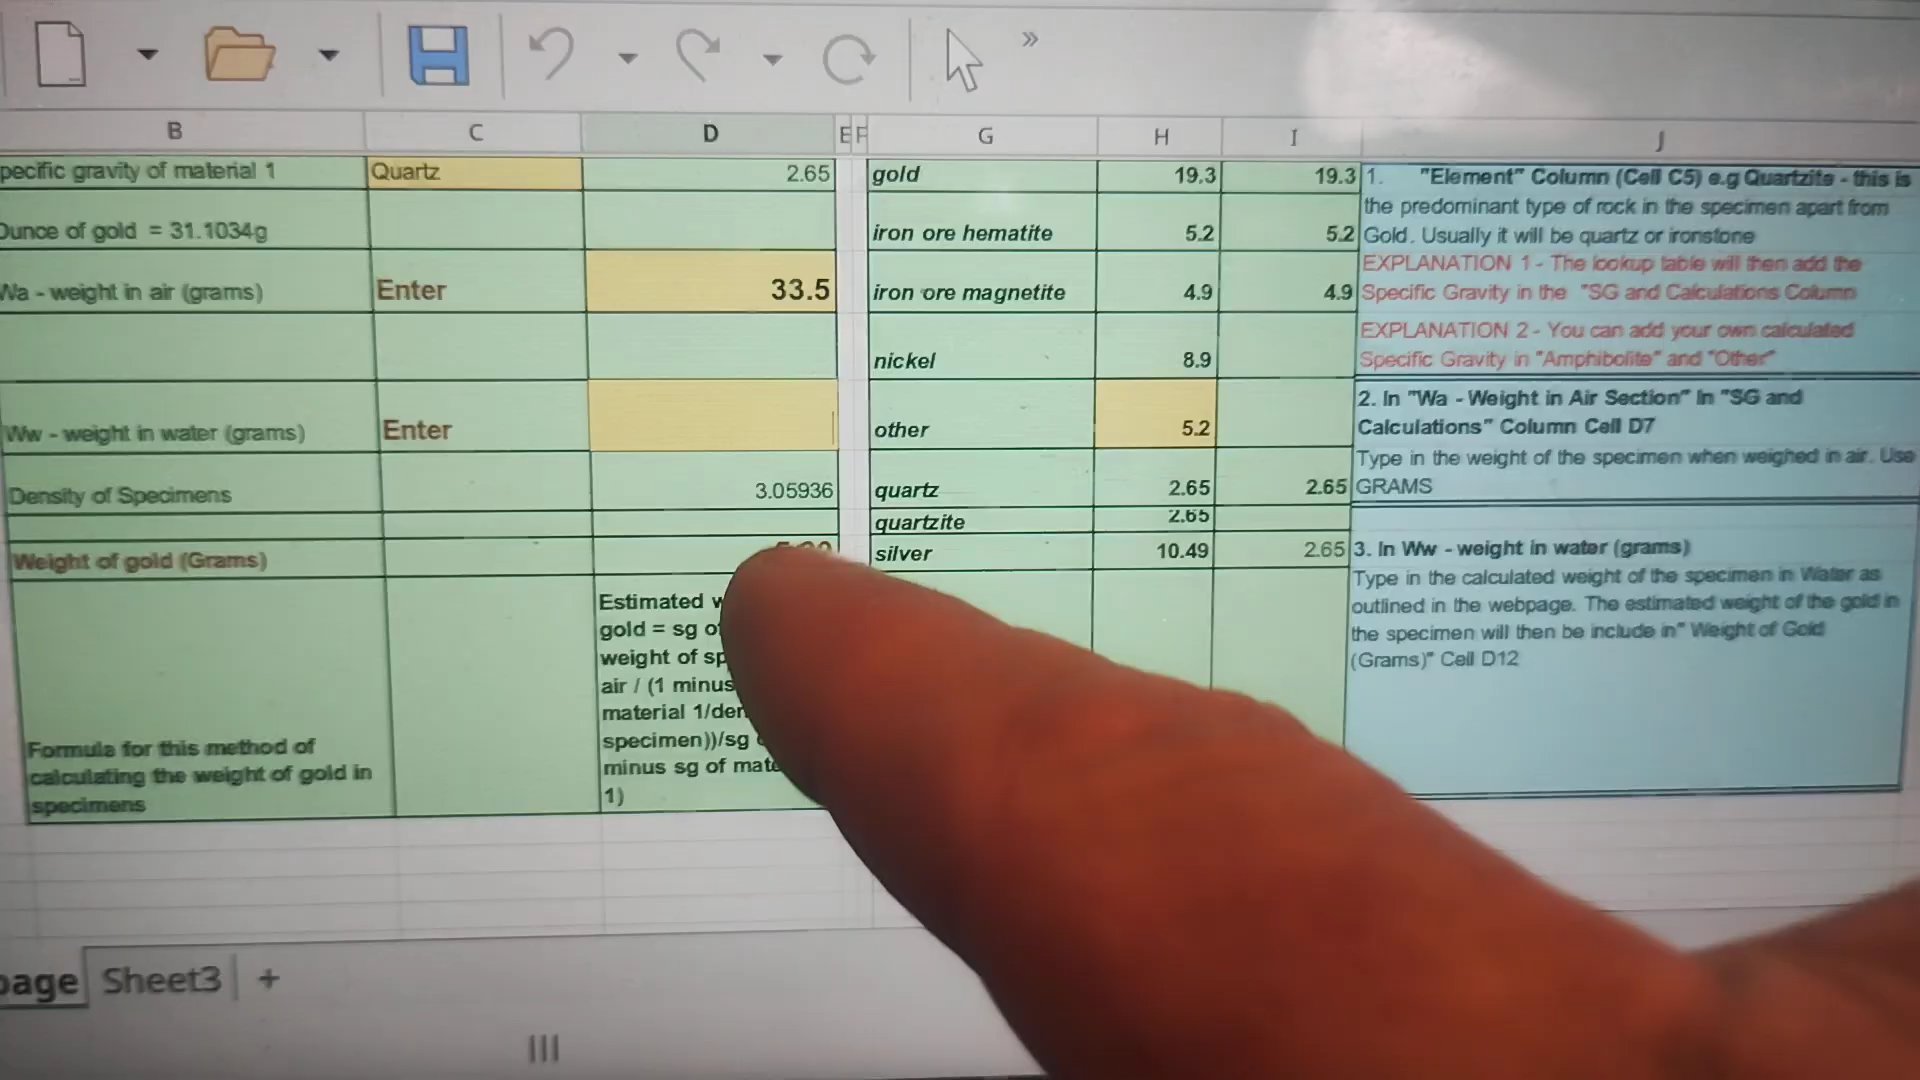 »
B C D E F G H I J
pecific gravity of material 1 Quartz 2.65 gold 19.3 19.3
Ounce of gold = 31.1034g iron ore hematite 5.2 5.2
Wa - weight in air (grams) Enter 33.5 iron ore magnetite 4.9 4.9
nickel 8.9
Ww - weight in water (grams) Enter other 5.2
Density of Specimens 3.05936 quartz 2.65 2.65
quartzite 2.65
Weight of gold (Grams) silver 10.49 2.65
Formula for this method of
calculating the weight of gold in
specimens
Estimated
gold = sg
weight of
air / (1 minus
material 1/
specimen))/sg
minus sg of
1)
1. "Element" Column (Cell C5) e.g Quartzite - this is
the predominant type of rock in the specimen apart from
Gold. Usually it will be quartz or ironstone
EXPLANATION 1 - The lookup table will then add the
Specific Gravity in the "SG and Calculations Column
EXPLANATION 2 - You can add your own calculated
Specific Gravity in "Amphibolite" and "Other"
2. In "Wa - Weight in Air Section" In "SG and
Calculations" Column Cell D7
Type in the weight of the specimen when weighed in air. Use
GRAMS
3. In Ww - weight in water (grams)
Type in the calculated weight of the specimen in Water as
outlined in the webpage. The estimated weight of the gold in
the specimen will then be include in" Weight of Gold
(Grams)" Cell D12
page Sheet3 +